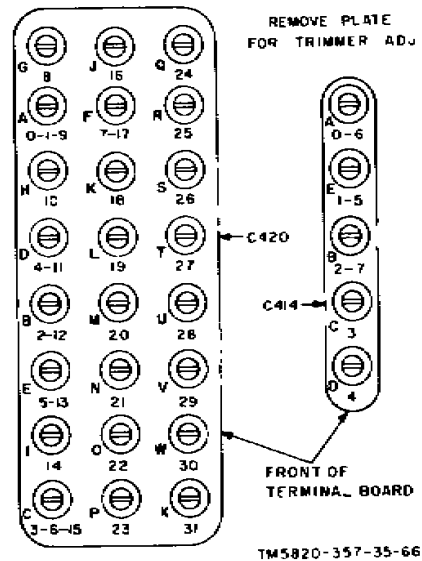 REMOVE PLATE
FOR TRIMMER ADJ
G 8 J 16 Q 24
A 0-1-9 F 7-17 R 25
H 10 K 18 S 26
D 4-11 L 19 T 27
C420
B 2-12 M 20 U 28
E 5-13 N 21 V 29
I 14 O 22 W 30
C 3-6-15 P 23 K 31
A 0-6
E 1-5
B 2-7
C414
C 3
D 4
FRONT OF
TERMINAL BOARD
TM5820-357-35-66